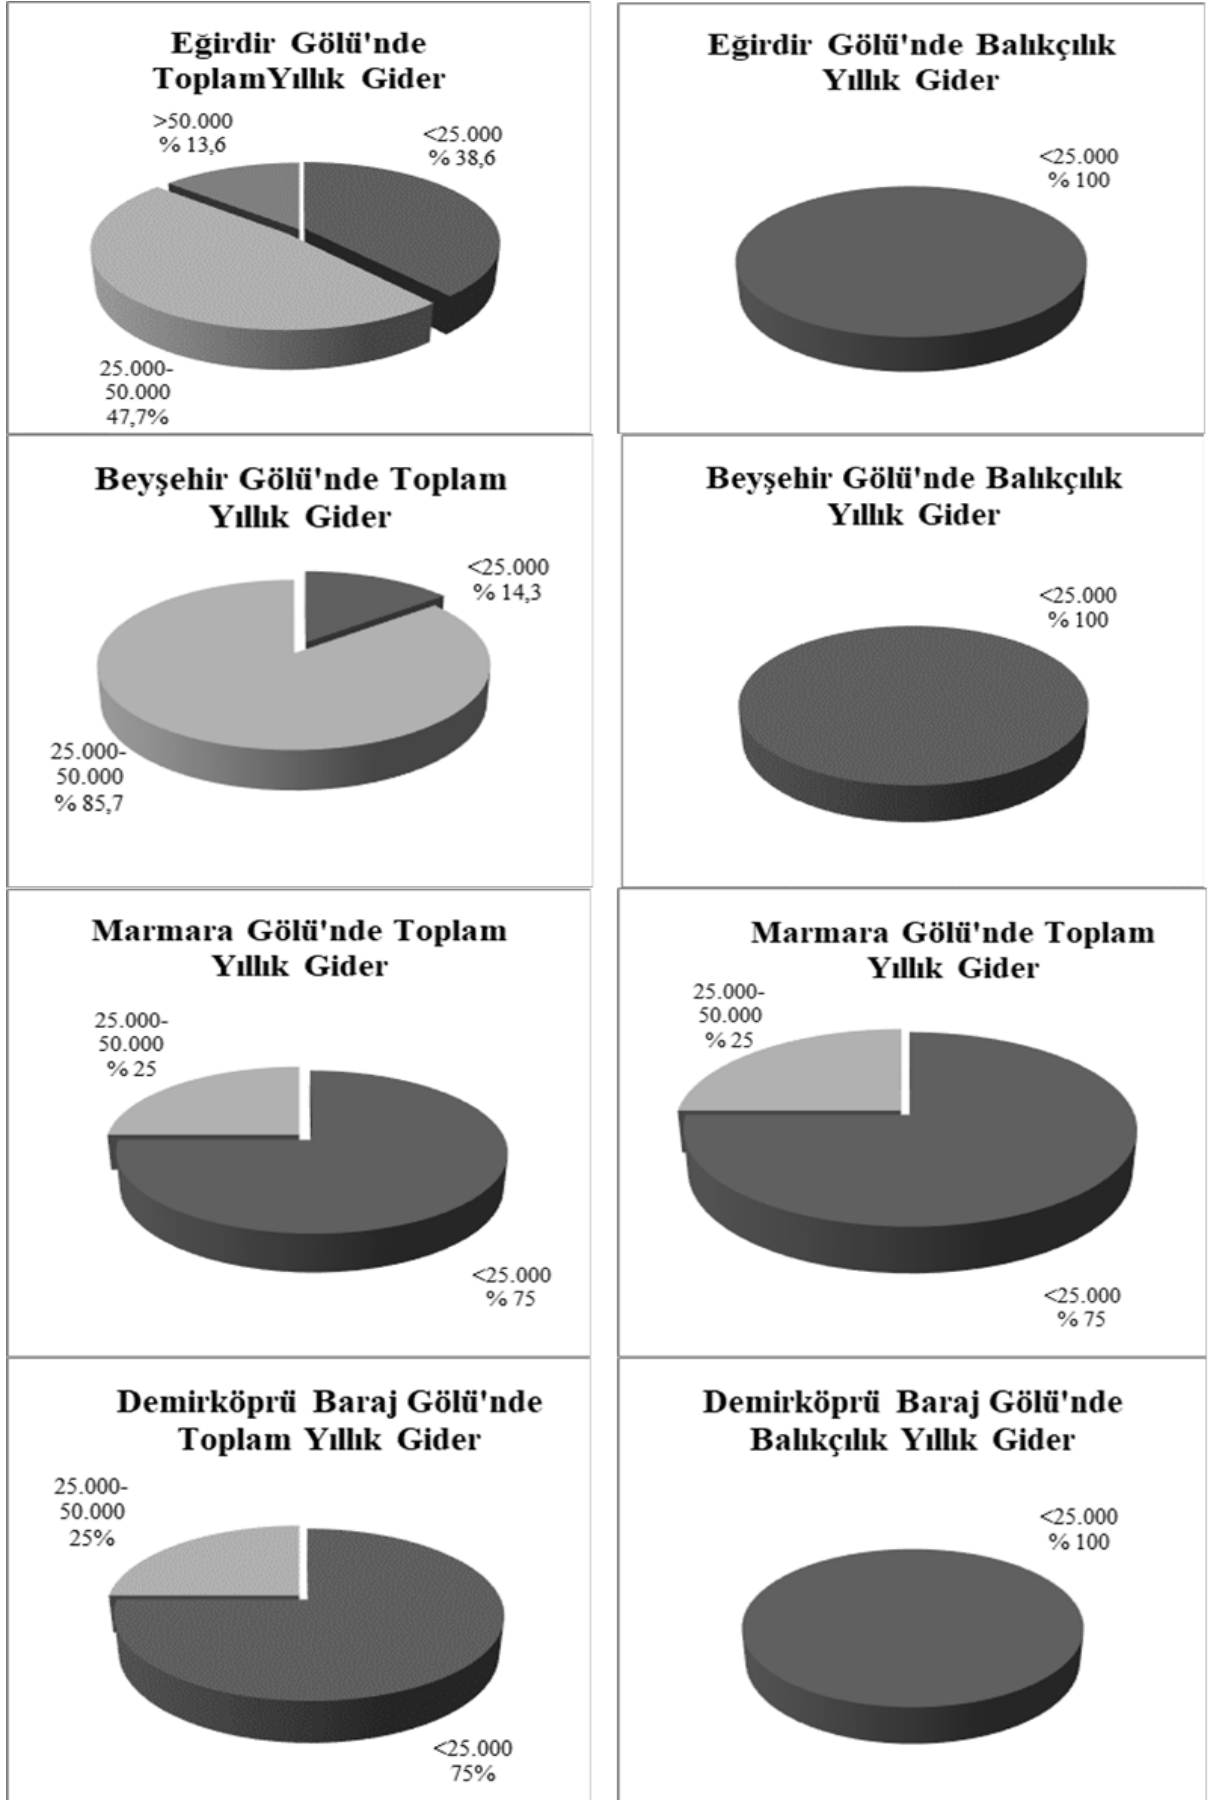 Eğirdir Gölü'nde
ToplamYıllık Gider
>50.000
% 13,6
<25.000
% 38,6
25.000-
50.000
47,7%
Eğirdir Gölü'nde Balıkçılık
Yıllık Gider
<25.000
% 100
Beyşehir Gölü'nde Toplam
Yıllık Gider
<25.000
% 14,3
25.000-
50.000
% 85,7
Beyşehir Gölü'nde Balıkçılık
Yıllık Gider
<25.000
% 100
Marmara Gölü'nde Toplam
Yıllık Gider
25.000-
50.000
% 25
<25.000
% 75
Marmara Gölü'nde Toplam
Yıllık Gider
25.000-
50.000
% 25
<25.000
% 75
Demirköprü Baraj Gölü'nde
Toplam Yıllık Gider
25.000-
50.000
25%
<25.000
75%
Demirköprü Baraj Gölü'nde
Balıkçılık Yıllık Gider
<25.000
% 100